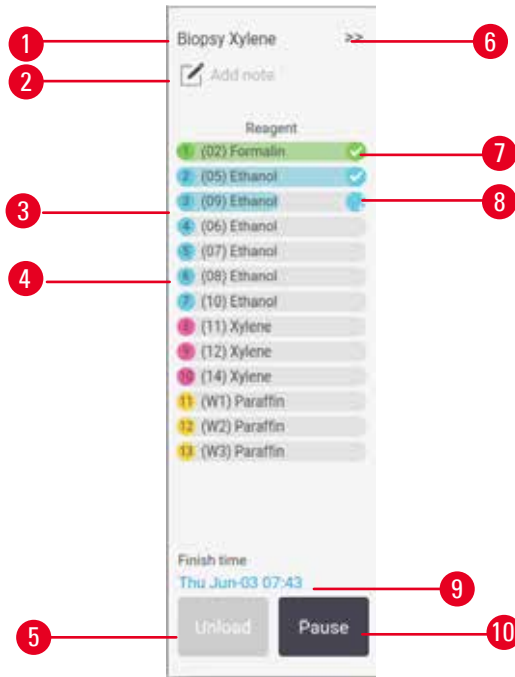 1 Biopsy Xylene >> 6
2 Add note
Reagent
1 (02) Formalin 7
2 (05) Ethanol
3 3 (09) Ethanol 8
4 (06) Ethanol
5 (07) Ethanol
4 6 (08) Ethanol
7 (10) Ethanol
8 (11) Xylene
9 (12) Xylene
10 (14) Xylene
11 (W1) Paraffin
12 (W2) Paraffin
13 (W3) Paraffin
Finish time
Thu Jun-03 07:43 9
5 Unload Pause 10